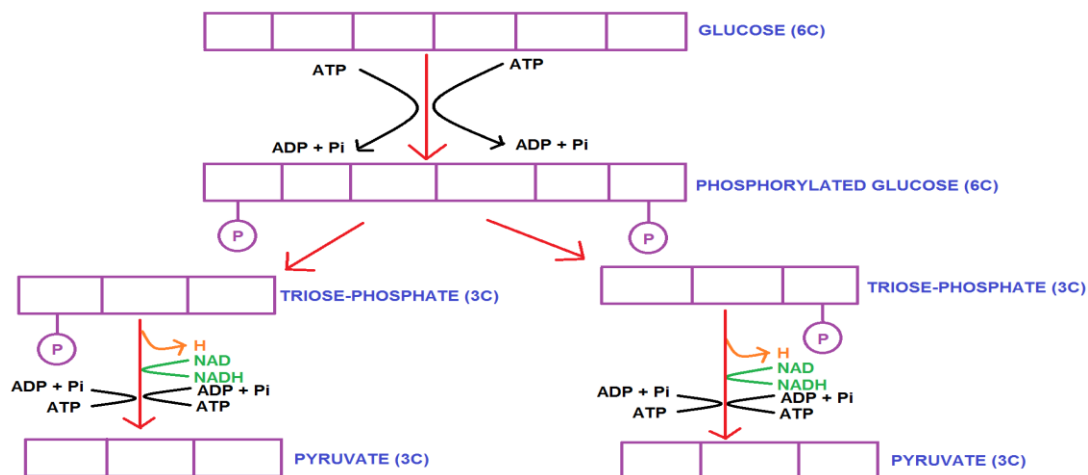 GLUCOSE (6C)
ATP
ATP
ADP + Pi
ADP + Pi
PHOSPHORYLATED GLUCOSE (6C)
P
P
TRIOSE-PHOSPHATE (3C)
TRIOSE-PHOSPHATE (3C)
P
P
H
NAD
NADH
ADP + Pi
ADP + Pi
ATP
ATP
H
NAD
NADH
ADP + Pi
ADP + Pi
ATP
ATP
PYRUVATE (3C)
PYRUVATE (3C)